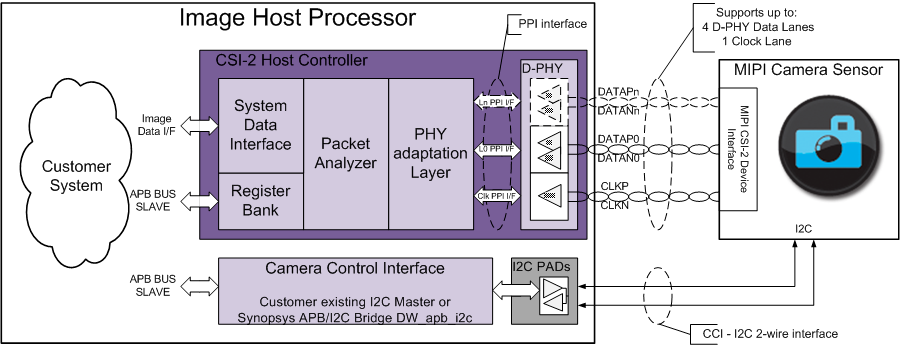 Image Host Processor
PPI interface
Supports up to:
4 D-PHY Data Lanes
1 Clock Lane
CSI-2 Host Controller
D-PHY
MIPI Camera Sensor
Image
Data I/F
System
Data
Interface
Packet
Analyzer
PHY
adaptation
Layer
Ln PPI I/F
L0 PPI I/F
Clk PPI I/F
DATAPn
DATANn
DATAP0
DATAN0
CLKP
CLKN
MIPI CSI-2 Device
Interface
Customer
System
APB BUS
SLAVE
Register
Bank
I2C
APB BUS
SLAVE
Camera Control Interface
Customer existing I2C Master or
Synopsys APB/I2C Bridge DW_apb_i2c
I2C PADs
CCI - I2C 2-wire interface